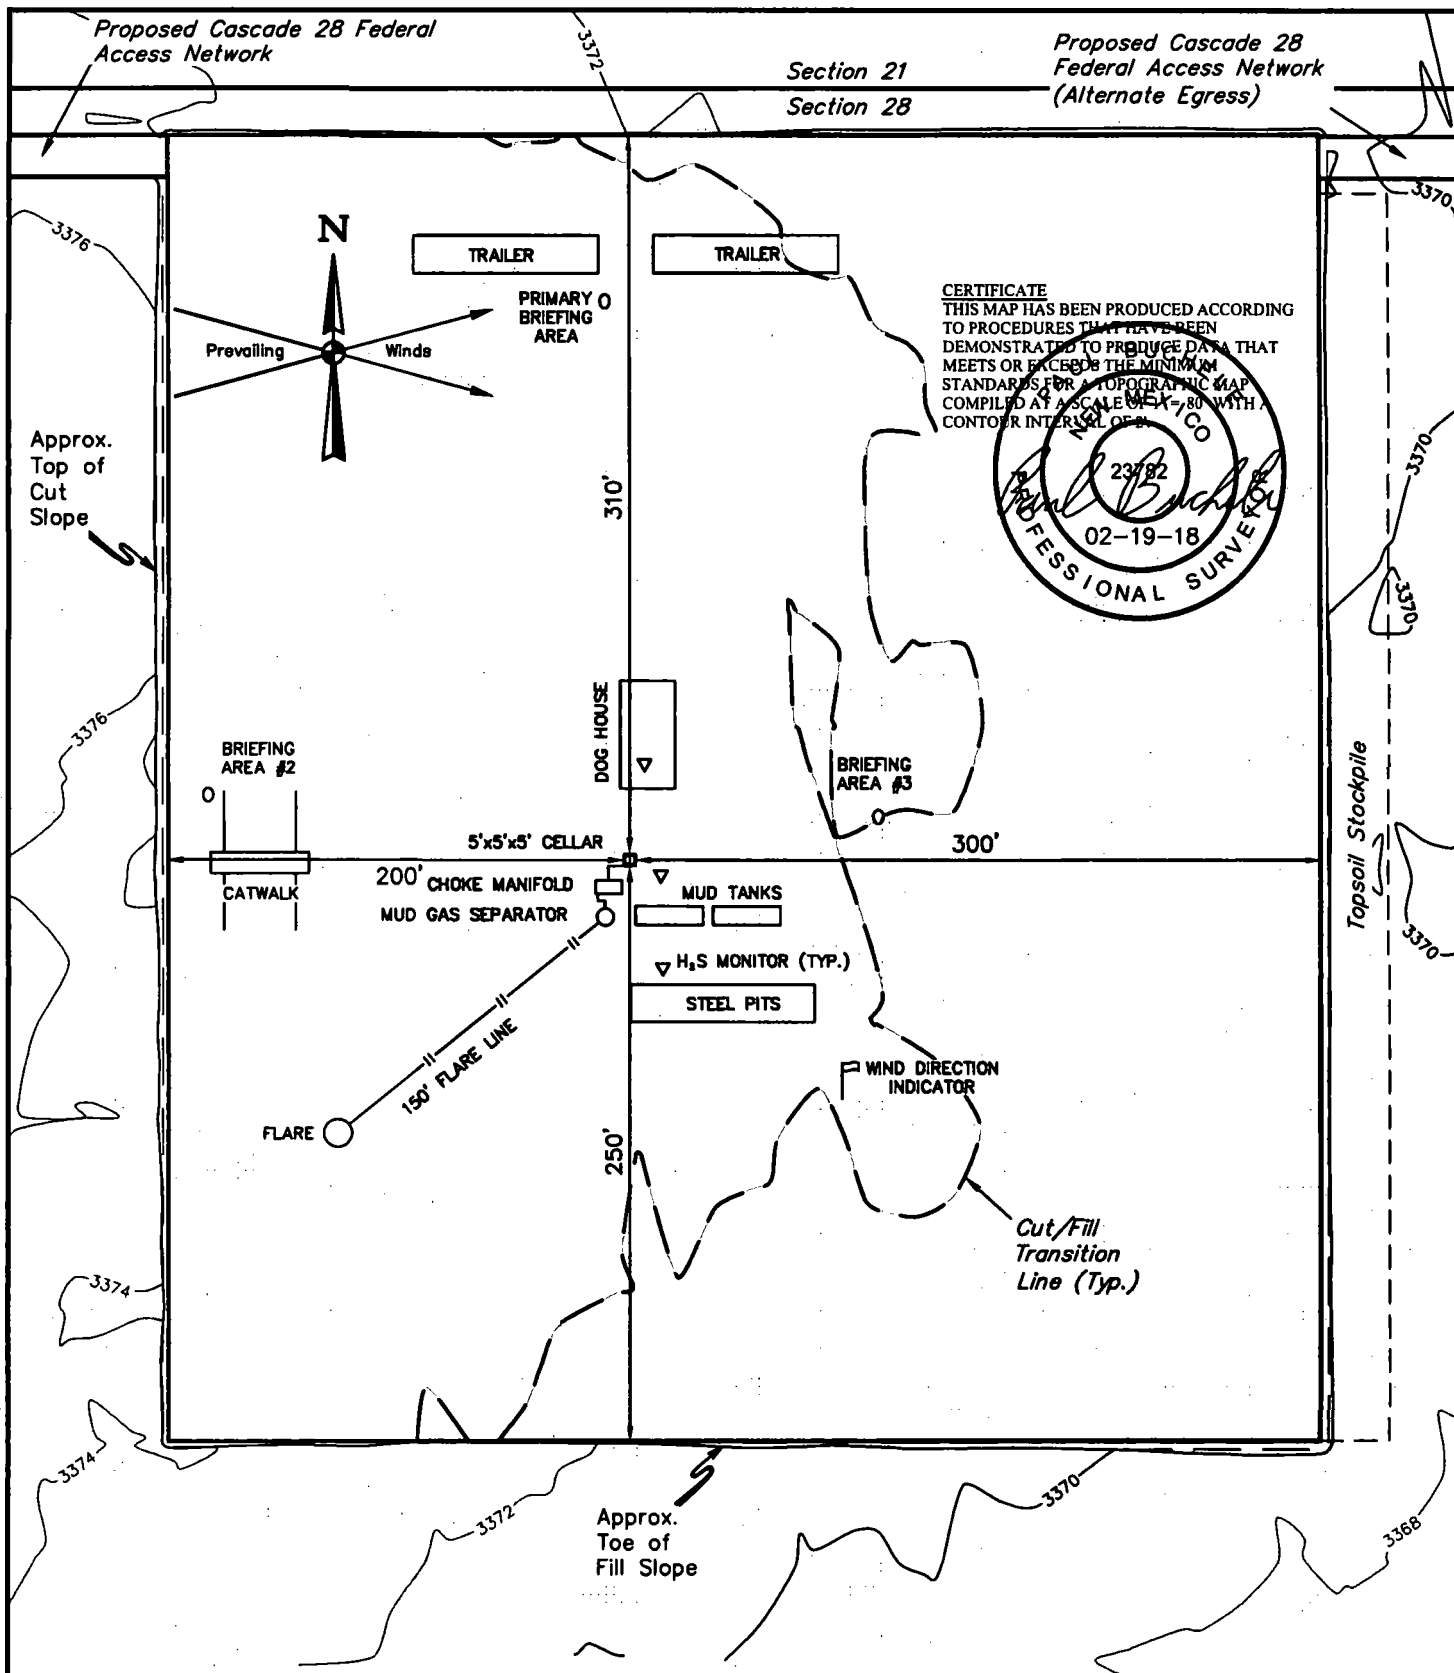 Proposed Cascade 28 Federal
Access Network
3372
Section 21
Section 28
Proposed Cascade 28
Federal Access Network
(Alternate Egress)
3370
3376
N
TRAILER
TRAILER
PRIMARY O
BRIEFING
AREA
Prevailing
Winds
CERTIFICATE
THIS MAP HAS BEEN PRODUCED ACCORDING
TO PROCEDURES THAT HAVE BEEN
DEMONSTRATED TO PRODUCE DATA THAT
MEETS OR EXCEEDS THE MINIMUM
STANDARDS FOR A TOPOGRAPHIC MAP
COMPILED AT A SCALE OF 1"=80' WITH A
CONTOUR INTERVAL OF
PAUL BUCHELE
NEW MEXICO
23782
02-19-18
PROFESSIONAL SURVEYOR
Approx.
Top of
Cut
Slope
310'
3370
3370
3376
DOG HOUSE
BRIEFING
AREA #2
O
BRIEFING
AREA #3
O
Topsoil Stockpile
5'x5'x5' CELLAR
300'
200'
CATWALK
CHOKE MANIFOLD
MUD GAS SEPARATOR
MUD TANKS
3370
H₂S MONITOR (TYP.)
STEEL PITS
150' FLARE LINE
WIND DIRECTION
INDICATOR
FLARE
250'
Cut/Fill
Transition
Line (Typ.)
3374
3374
3372
3370
3368
Approx.
Toe of
Fill Slope